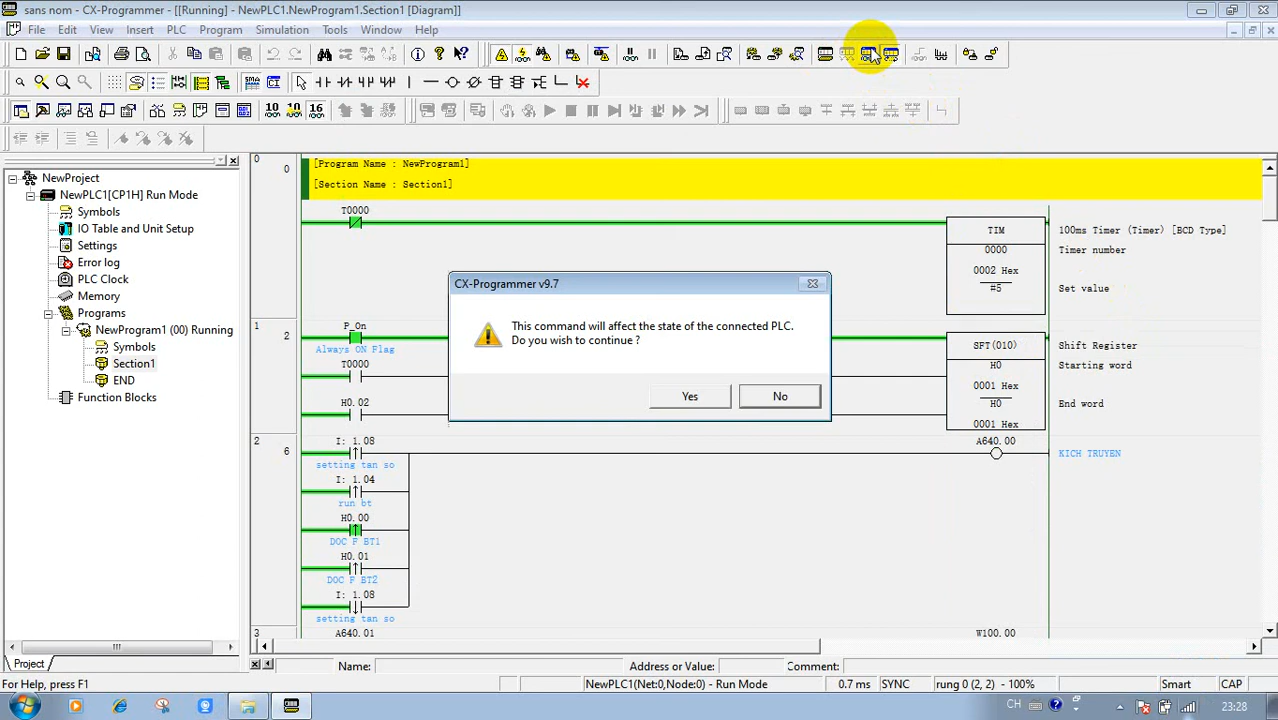 sans nom - CX-Programmer - [[Running] - NewPLC1.NewProgram1.Section1 [Diagram]]
File Edit View Insert PLC Program Simulation Tools Window Help
10 10 16
NewProject
NewPLC1[CP1H] Run Mode
Symbols
IO Table and Unit Setup
Settings
Error log
PLC Clock
Memory
Programs
NewProgram1 (00) Running
Symbols
Section1
END
Function Blocks
Project
0
0
[Program Name : NewProgram1]
[Section Name : Section1]
T0000
TIM
100ms Timer (Timer) [BCD Type]
0000
Timer number
0002 Hex
#5
Set value
1
2
P_On
Always ON Flag
SFT(010)
Shift Register
T0000
H0
Starting word
0001 Hex
H0.02
H0
End word
0001 Hex
2
6
I: 1.08
setting tan so
A640.00
KICH TRUYEN
I: 1.04
run bt
H0.00
DOC F BT1
H0.01
DOC F BT2
I: 1.08
setting tan so
3
A640.01
W100.00
CX-Programmer v9.7
This command will affect the state of the connected PLC.
Do you wish to continue ?
Yes
No
Name:
Address or Value:
Comment:
For Help, press F1
NewPLC1(Net:0,Node:0) - Run Mode
0.7 ms
SYNC
rung 0 (2, 2) - 100%
Smart
CAP
CH
23:28